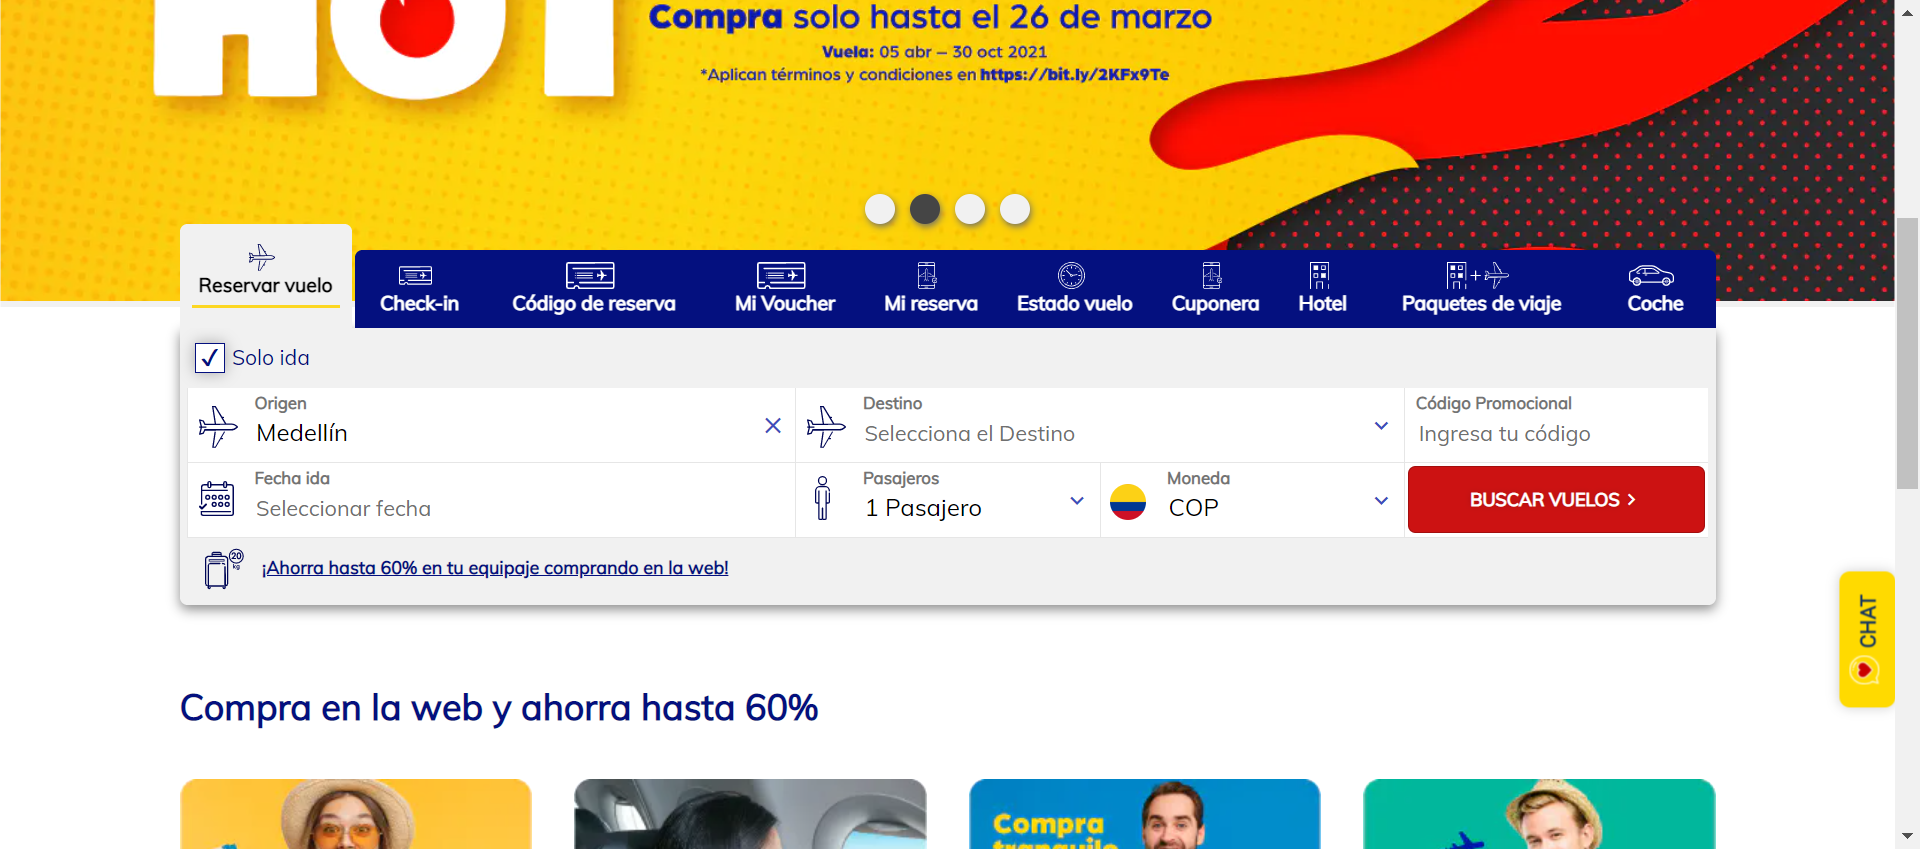 HOT
Compra solo hasta el 26 de marzo
Vuela: 05 abr – 30 oct 2021
*Aplican términos y condiciones en https://bit.ly/2KFx9Te
Reservar vuelo
Check-in
Código de reserva
Mi Voucher
Mi reserva
Estado vuelo
Cuponera
Hotel
Paquetes de viaje
Coche
Solo ida
Origen
Medellín
Destino
Selecciona el Destino
Código Promocional
Ingresa tu código
Fecha ida
Seleccionar fecha
Pasajeros
1 Pasajero
Moneda
COP
BUSCAR VUELOS >
20
kg
¡Ahorra hasta 60% en tu equipaje comprando en la web!
CHAT
Compra en la web y ahorra hasta 60%
Compra
tranquilo